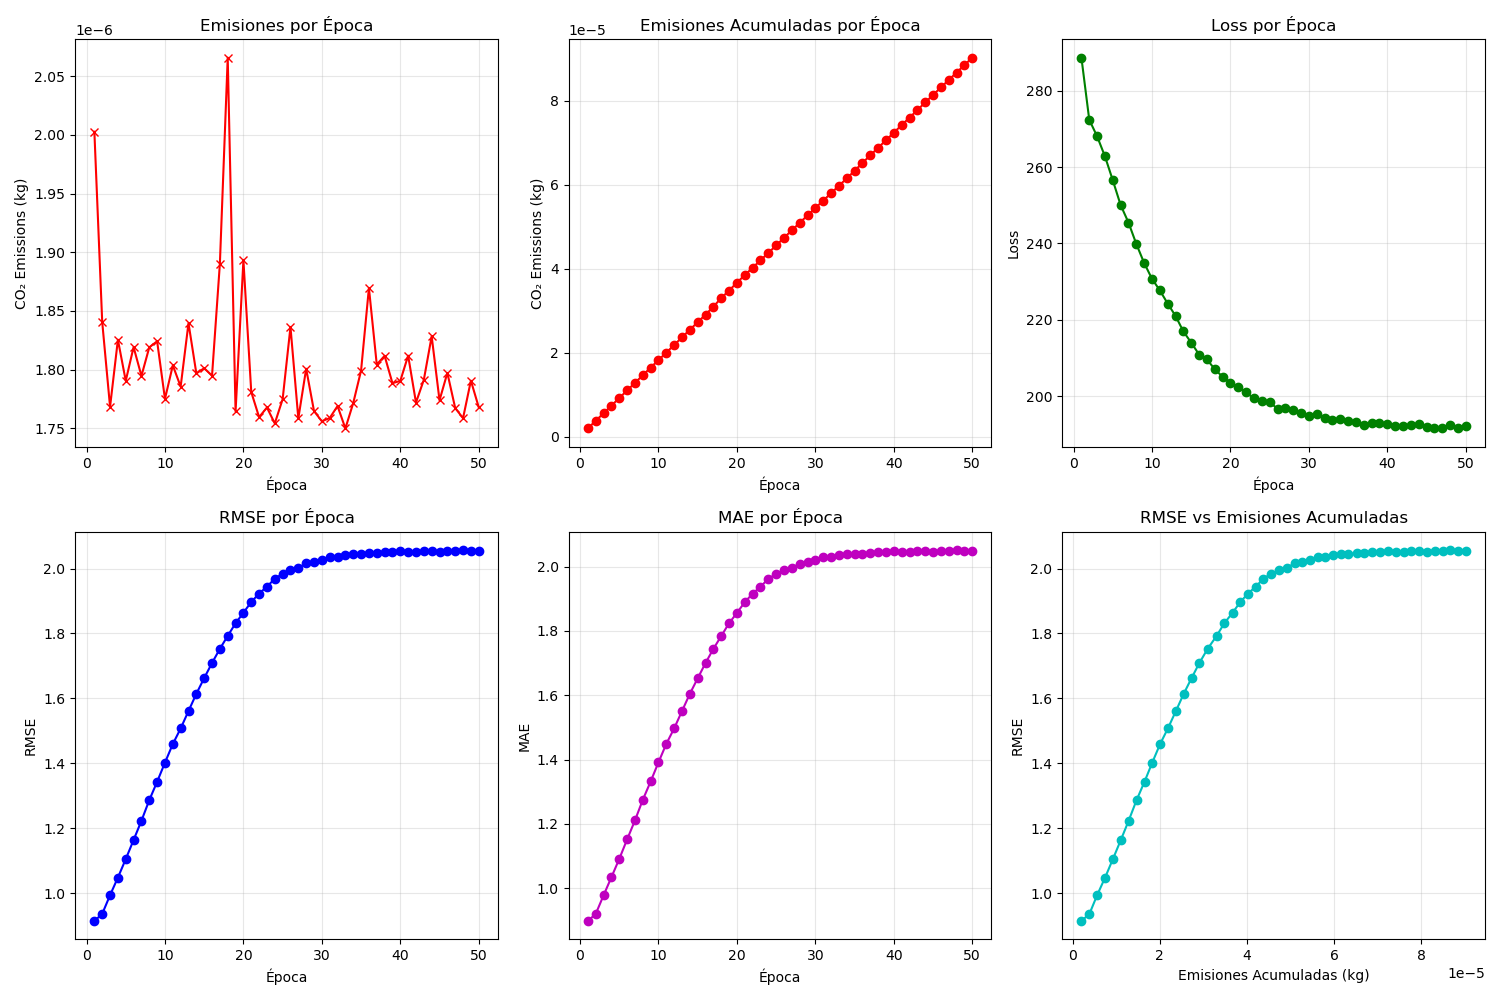 Emisiones por Época
1e−6
2.05
2.00
1.95
1.90
1.85
1.80
1.75
CO₂ Emissions (kg)
0 10 20 30 40 50
Época
Emisiones Acumuladas por Época
1e−5
8
6
4
2
0
CO₂ Emissions (kg)
0 10 20 30 40 50
Época
Loss por Época
280
260
240
220
200
Loss
0 10 20 30 40 50
Época
RMSE por Época
2.0
1.8
1.6
1.4
1.2
1.0
RMSE
0 10 20 30 40 50
Época
MAE por Época
2.0
1.8
1.6
1.4
1.2
1.0
MAE
0 10 20 30 40 50
Época
RMSE vs Emisiones Acumuladas
2.0
1.8
1.6
1.4
1.2
1.0
RMSE
0 2 4 6 8
1e−5
Emisiones Acumuladas (kg)